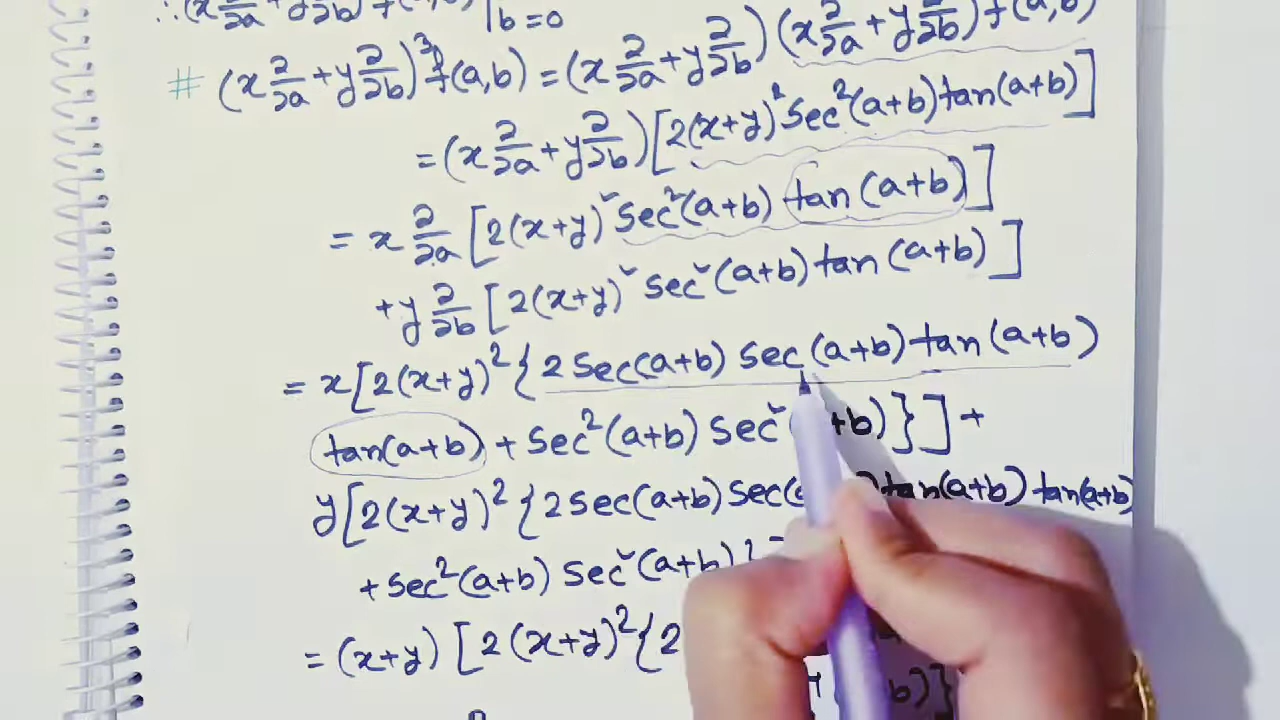 ∴(x ∂/∂a + y ∂/∂b) f(a,b)|b=0
# (x ∂/∂a + y ∂/∂b)³ f(a,b) = (x ∂/∂a + y ∂/∂b) (x ∂/∂a + y ∂/∂b) f(a,b)
= (x ∂/∂a + y ∂/∂b) [2(x+y)² sec²(a+b) tan(a+b)]
= x ∂/∂a [2(x+y)² sec²(a+b) tan(a+b)]
+ y ∂/∂b [2(x+y)² sec²(a+b) tan(a+b)]
= x[2(x+y)² {2 sec(a+b) sec(a+b) tan(a+b)
tan(a+b) + sec²(a+b) sec² +b)}] +
y[2(x+y)² {2 sec(a+b) sec( tan(a+b) tan(a+b)
+ sec²(a+b) sec²(a+b)
= (x+y) [2(x+y)² {2
b)}